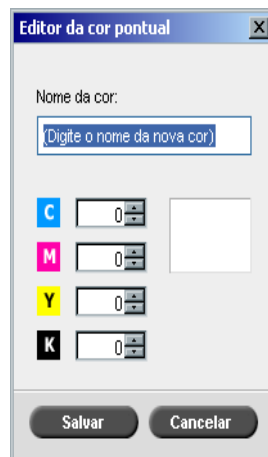 Editor da cor pontual
Nome da cor:
(Digite o nome da nova cor)
C 0
M 0
Y 0
K 0
Salvar Cancelar